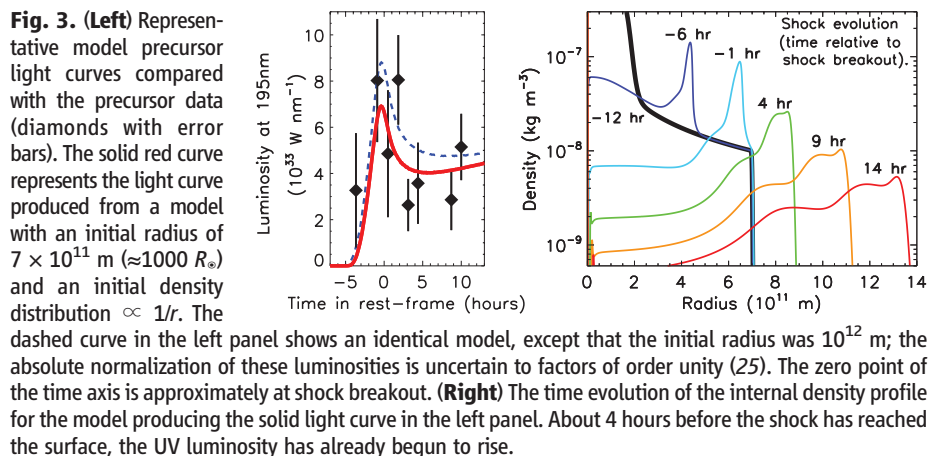 Fig. 3. (Left) Represen-
tative model precursor
light curves compared
with the precursor data
(diamonds with error
bars). The solid red curve
represents the light curve
produced from a model
with an initial radius of
7 × 10¹¹ m (≈1000 R⊛)
and an initial density
distribution ∝ 1/r. The
dashed curve in the left panel shows an identical model, except that the initial radius was 10¹² m; the
absolute normalization of these luminosities is uncertain to factors of order unity (25). The zero point of
the time axis is approximately at shock breakout. (Right) The time evolution of the internal density profile
for the model producing the solid light curve in the left panel. About 4 hours before the shock has reached
the surface, the UV luminosity has already begun to rise.
Luminosity at 195nm
(10³³ W nm⁻¹)
10
8
6
4
2
0
-5 0 5 10
Time in rest-frame (hours)
Density (kg m⁻³)
10⁻⁷
10⁻⁸
10⁻⁹
Shock evolution
(time relative to
shock breakout).
-6 hr
-1 hr
-12 hr
4 hr
9 hr
14 hr
0 2 4 6 8 10 12 14
Radius (10¹¹ m)